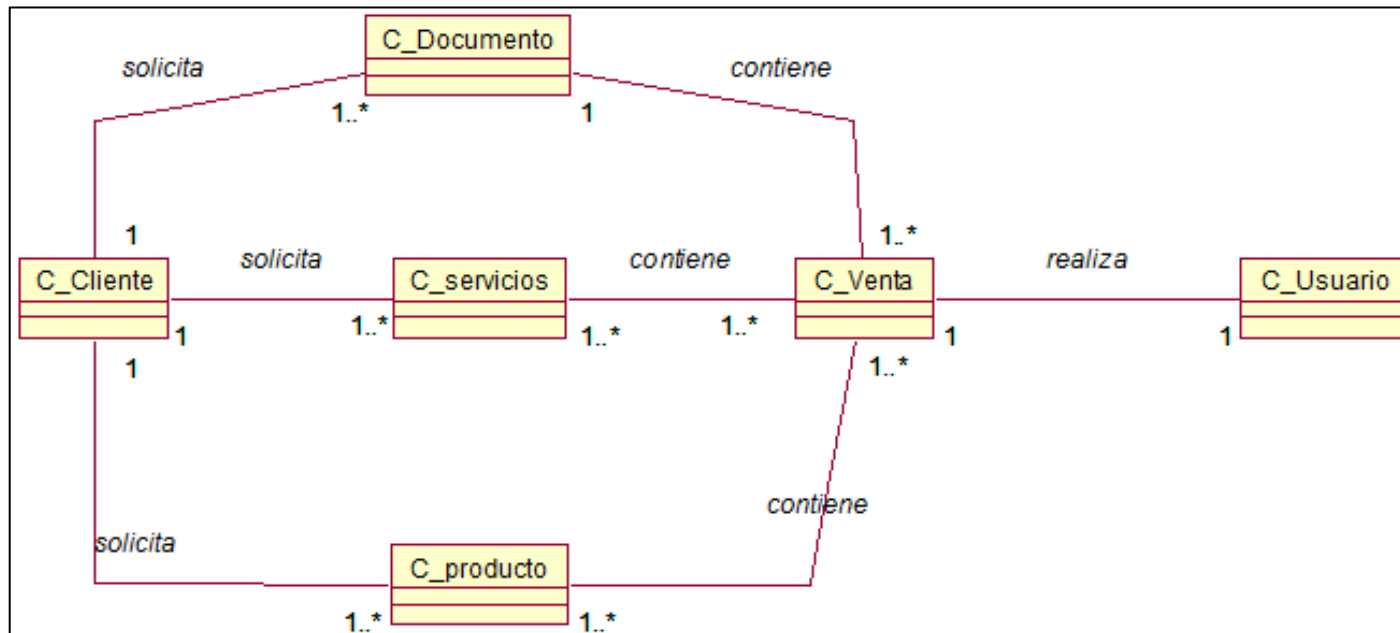 C_Documento
solicita
contiene
1..*
1
1
1..*
solicita
contiene
realiza
C_Cliente
C_servicios
C_Venta
C_Usuario
1
1..*
1..*
1..*
1
1
1
1..*
contiene
solicita
C_producto
1..*
1..*